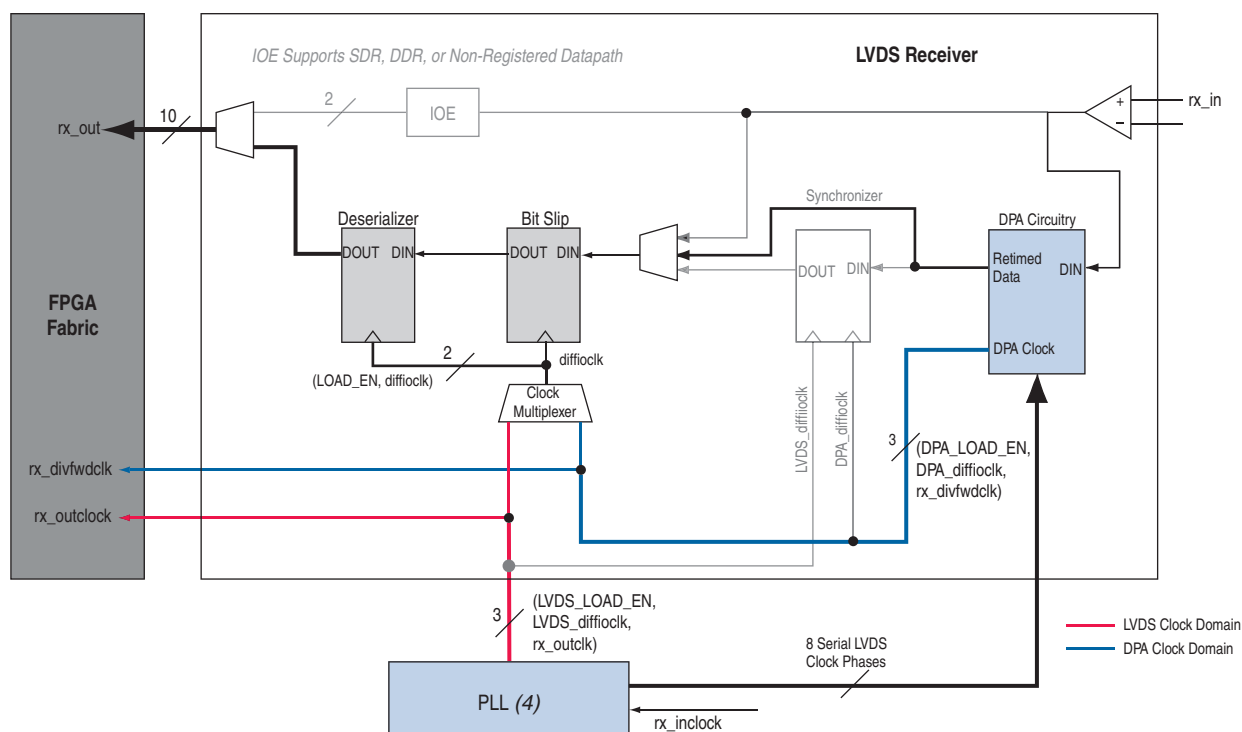 IOE Supports SDR, DDR, or Non-Registered Datapath
LVDS Receiver
2
IOE
+
–
rx_in
10
rx_out
Synchronizer
Deserializer
Bit Slip
DPA Circuitry
DOUT DIN
DOUT DIN
DOUT
DIN
Retimed
Data
DIN
FPGA
Fabric
DPA Clock
2
diffioclk
(LOAD_EN, diffioclk)
Clock
Multiplexer
LVDS_diffiioclk
DPA_diffioclk
3
(DPA_LOAD_EN,
DPA_diffioclk,
rx_divfwdclk)
rx_divfwdclk
rx_outclock
3
(LVDS_LOAD_EN,
LVDS_diffioclk,
rx_outclk)
8 Serial LVDS
Clock Phases
LVDS Clock Domain
DPA Clock Domain
PLL (4)
rx_inclock